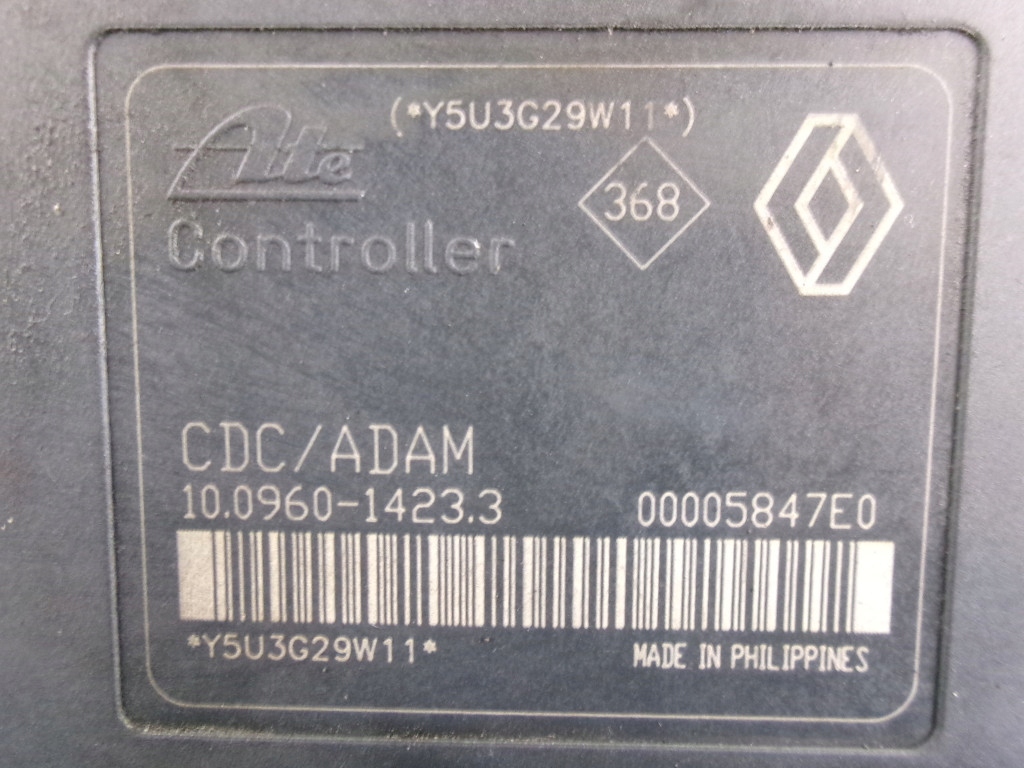 (*Y5U3G29W11*)
Ate
368
Controller
CDC/ADAM
10.0960-1423.3 00005847E0
*Y5U3G29W11*
MADE IN PHILIPPINES